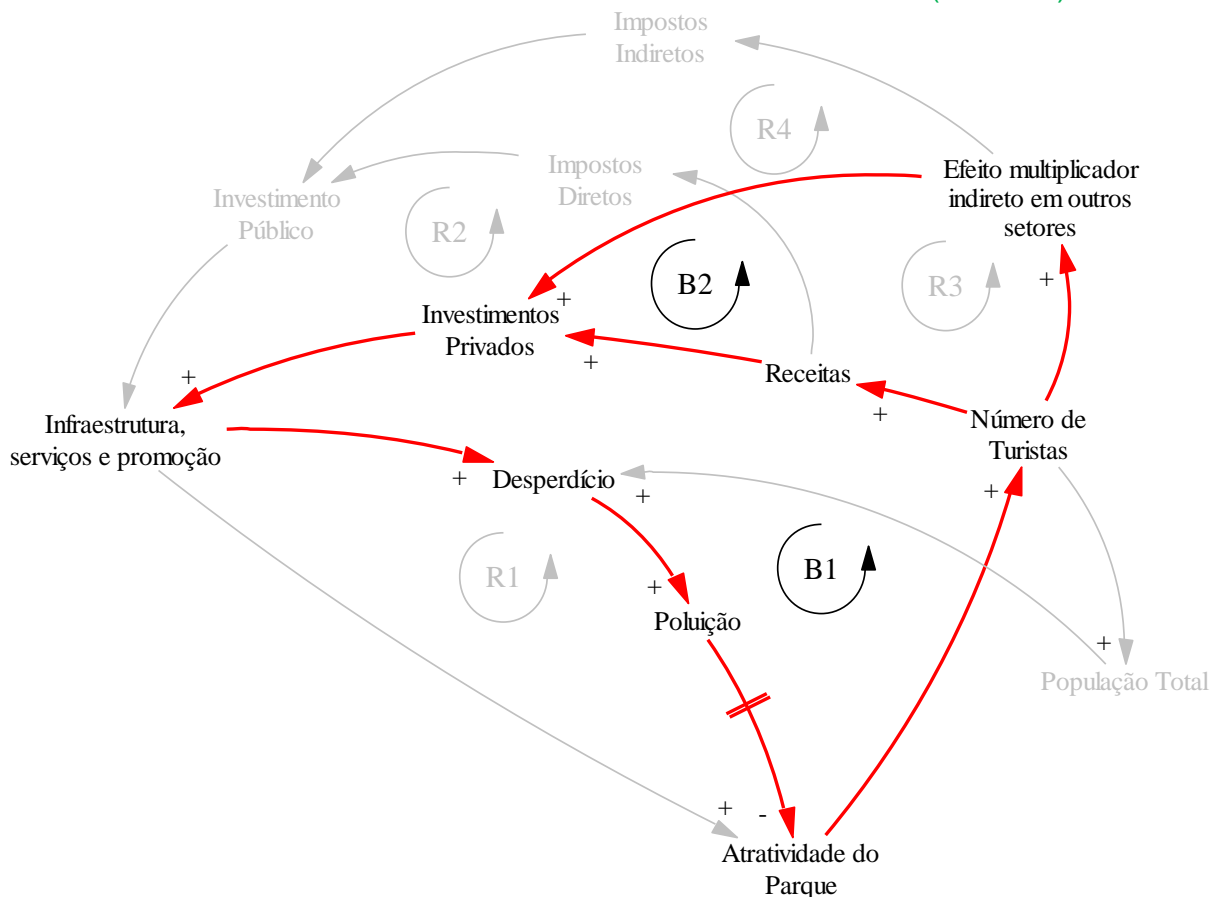 Impostos
Indiretos
R4
Impostos
Diretos
Efeito multiplicador
indireto em outros
setores
Investimento
Público
R2
B2
R3
+
+
Investimentos
Privados
+
Receitas
+
+
Infraestrutura,
serviços e promoção
Número de
Turistas
+
Desperdício
+
+
R1
B1
+
Poluição
+
População Total
+
-
Atratividade do
Parque